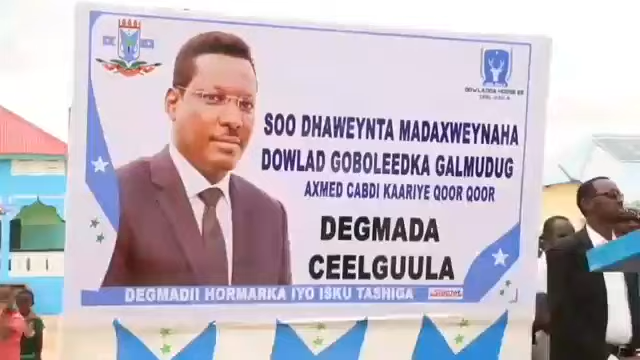 SOO DHAWEYNTA MADAXWEYNAHA
DOWLAD GOBOLEEDKA GALMUDUG
AXMED CABDI KAARIYE QOOR QOOR
DEGMADA
CEELGUULA
DEGMADII HORMARKA IYO ISKU TASHIGA